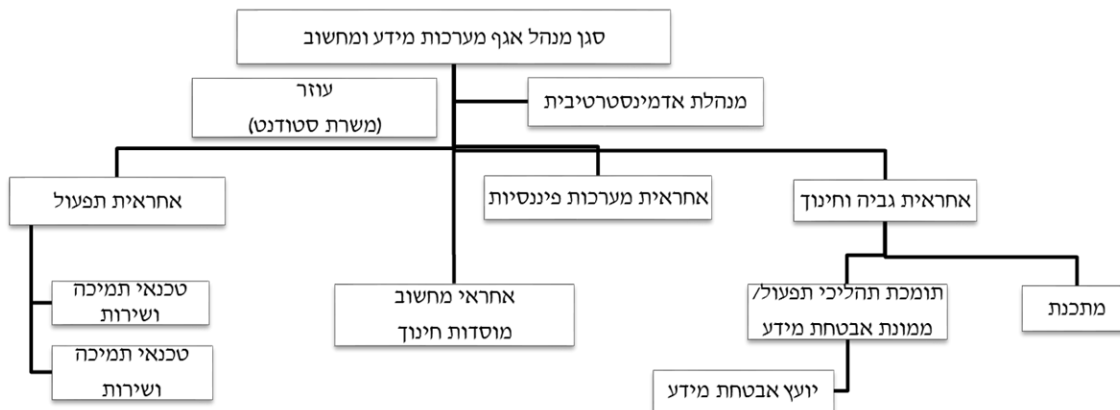 סגן מנהל אגף מערכות מידע ומחשוב
מנהלת אדמינסטרטיבית
עוזר
(משרת סטודנט)
אחראית גביה וחינוך
אחראית מערכות פיננסיות
אחראית תפעול
מתכנת
תומכת תהליכי תפעול/
ממונת אבטחת מידע
אחראי מחשוב
מוסדות חינוך
טכנאי תמיכה
ושירות
טכנאי תמיכה
ושירות
יועץ אבטחת מידע